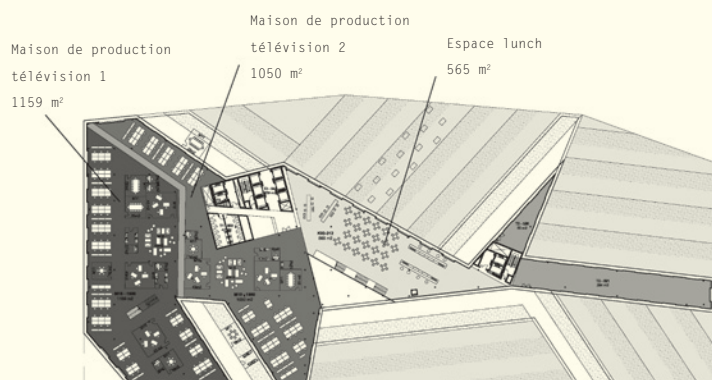 Maison de production
télévision 1
1159 m²
Maison de production
télévision 2
1050 m²
Espace lunch
565 m²